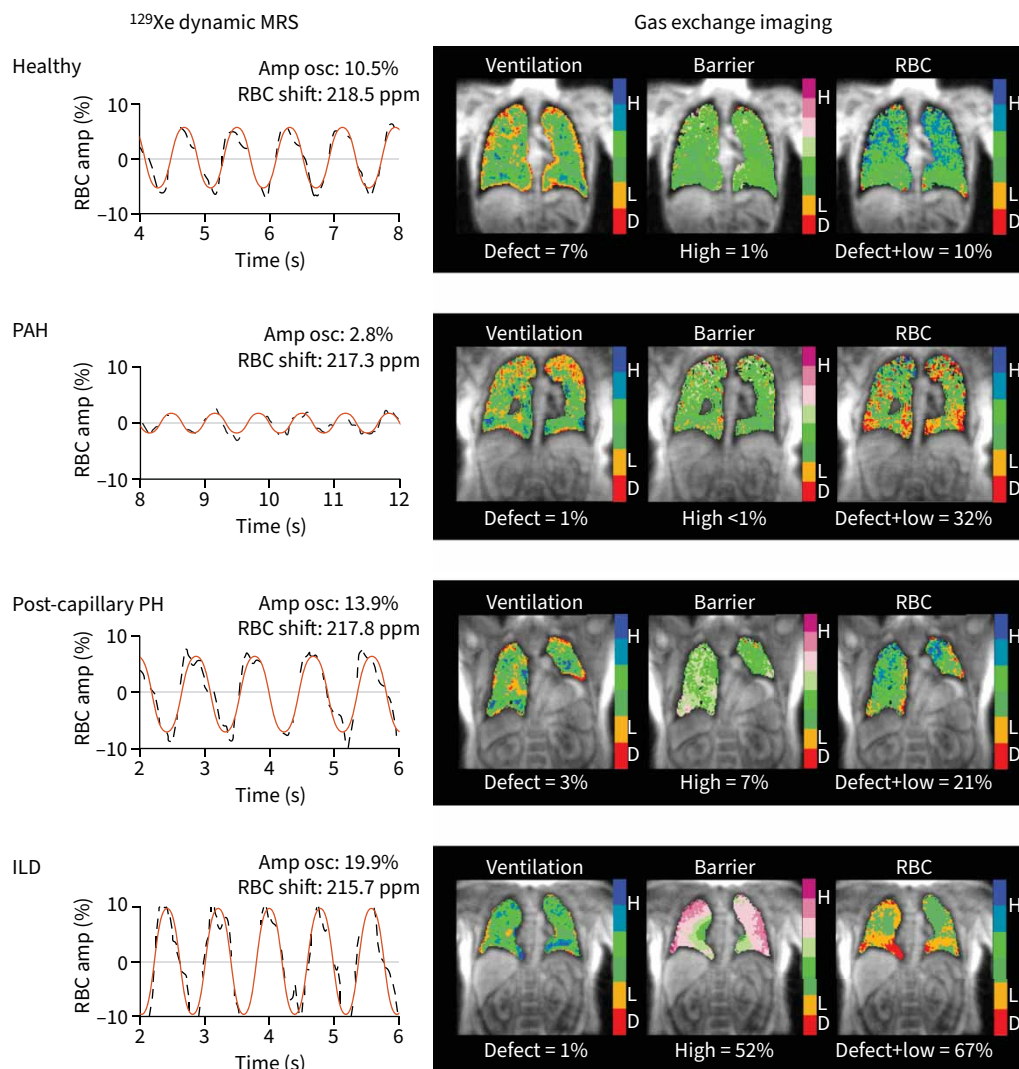 ¹²⁹Xe dynamic MRS
Gas exchange imaging
Healthy
Amp osc: 10.5%
RBC shift: 218.5 ppm
RBC amp (%)
10
0
–10
4 5 6 7 8
Time (s)
Ventilation Barrier RBC
H H
L L
D D
Defect = 7% High = 1% Defect+low = 10%
PAH
Amp osc: 2.8%
RBC shift: 217.3 ppm
RBC amp (%)
10
0
–10
8 9 10 11 12
Time (s)
Ventilation Barrier RBC
H H H
L L
D D
Defect = 1% High <1% Defect+low = 32%
Post-capillary PH
Amp osc: 13.9%
RBC shift: 217.8 ppm
RBC amp (%)
10
0
–10
2 3 4 5 6
Time (s)
Ventilation Barrier RBC
H H H
L L
D D
Defect = 3% High = 7% Defect+low = 21%
ILD
Amp osc: 19.9%
RBC shift: 215.7 ppm
RBC amp (%)
10
0
–10
2 3 4 5 6
Time (s)
Ventilation Barrier RBC
H H H
L L
D D
Defect = 1% High = 52% Defect+low = 67%